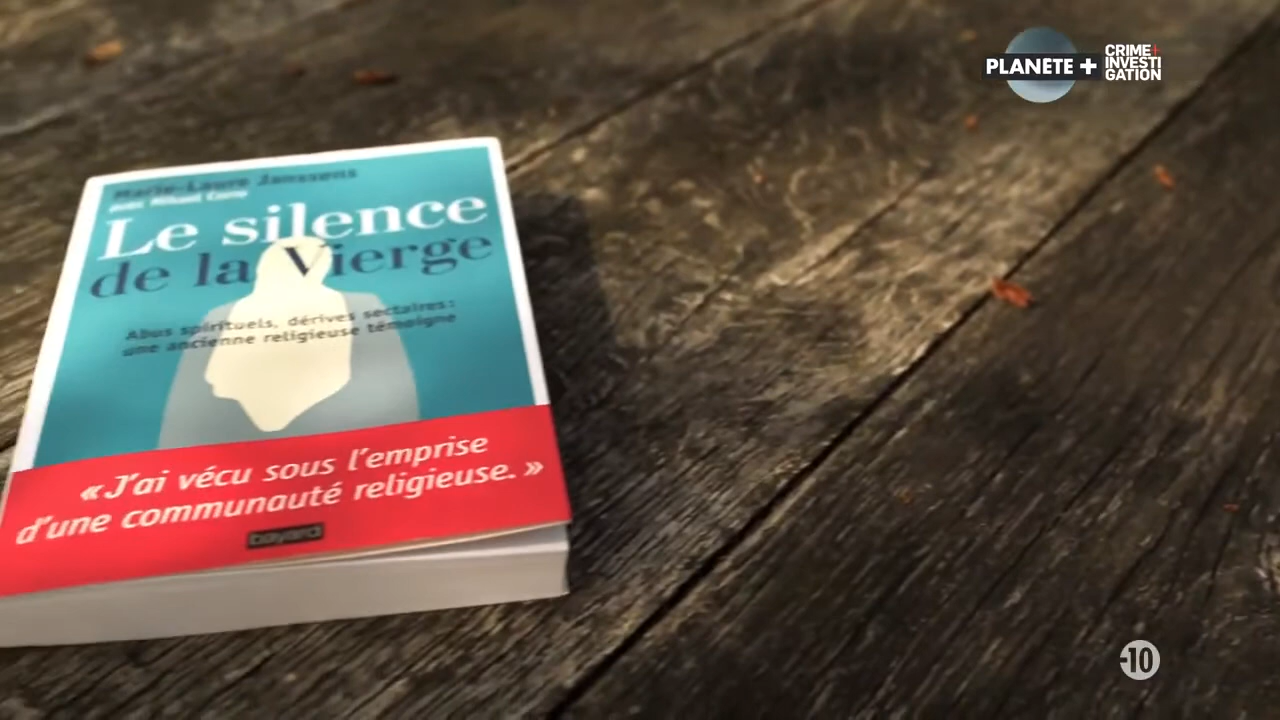 PLANETE +
CRIME+
INVESTI
GATION
Marie-Laure Janssens
avec Mikael Corre
Le silence
de la Vierge
Abus spirituels, dérives sectaires :
une ancienne religieuse témoigne
« J'ai vécu sous l'emprise
d'une communauté religieuse. »
bayard
-10